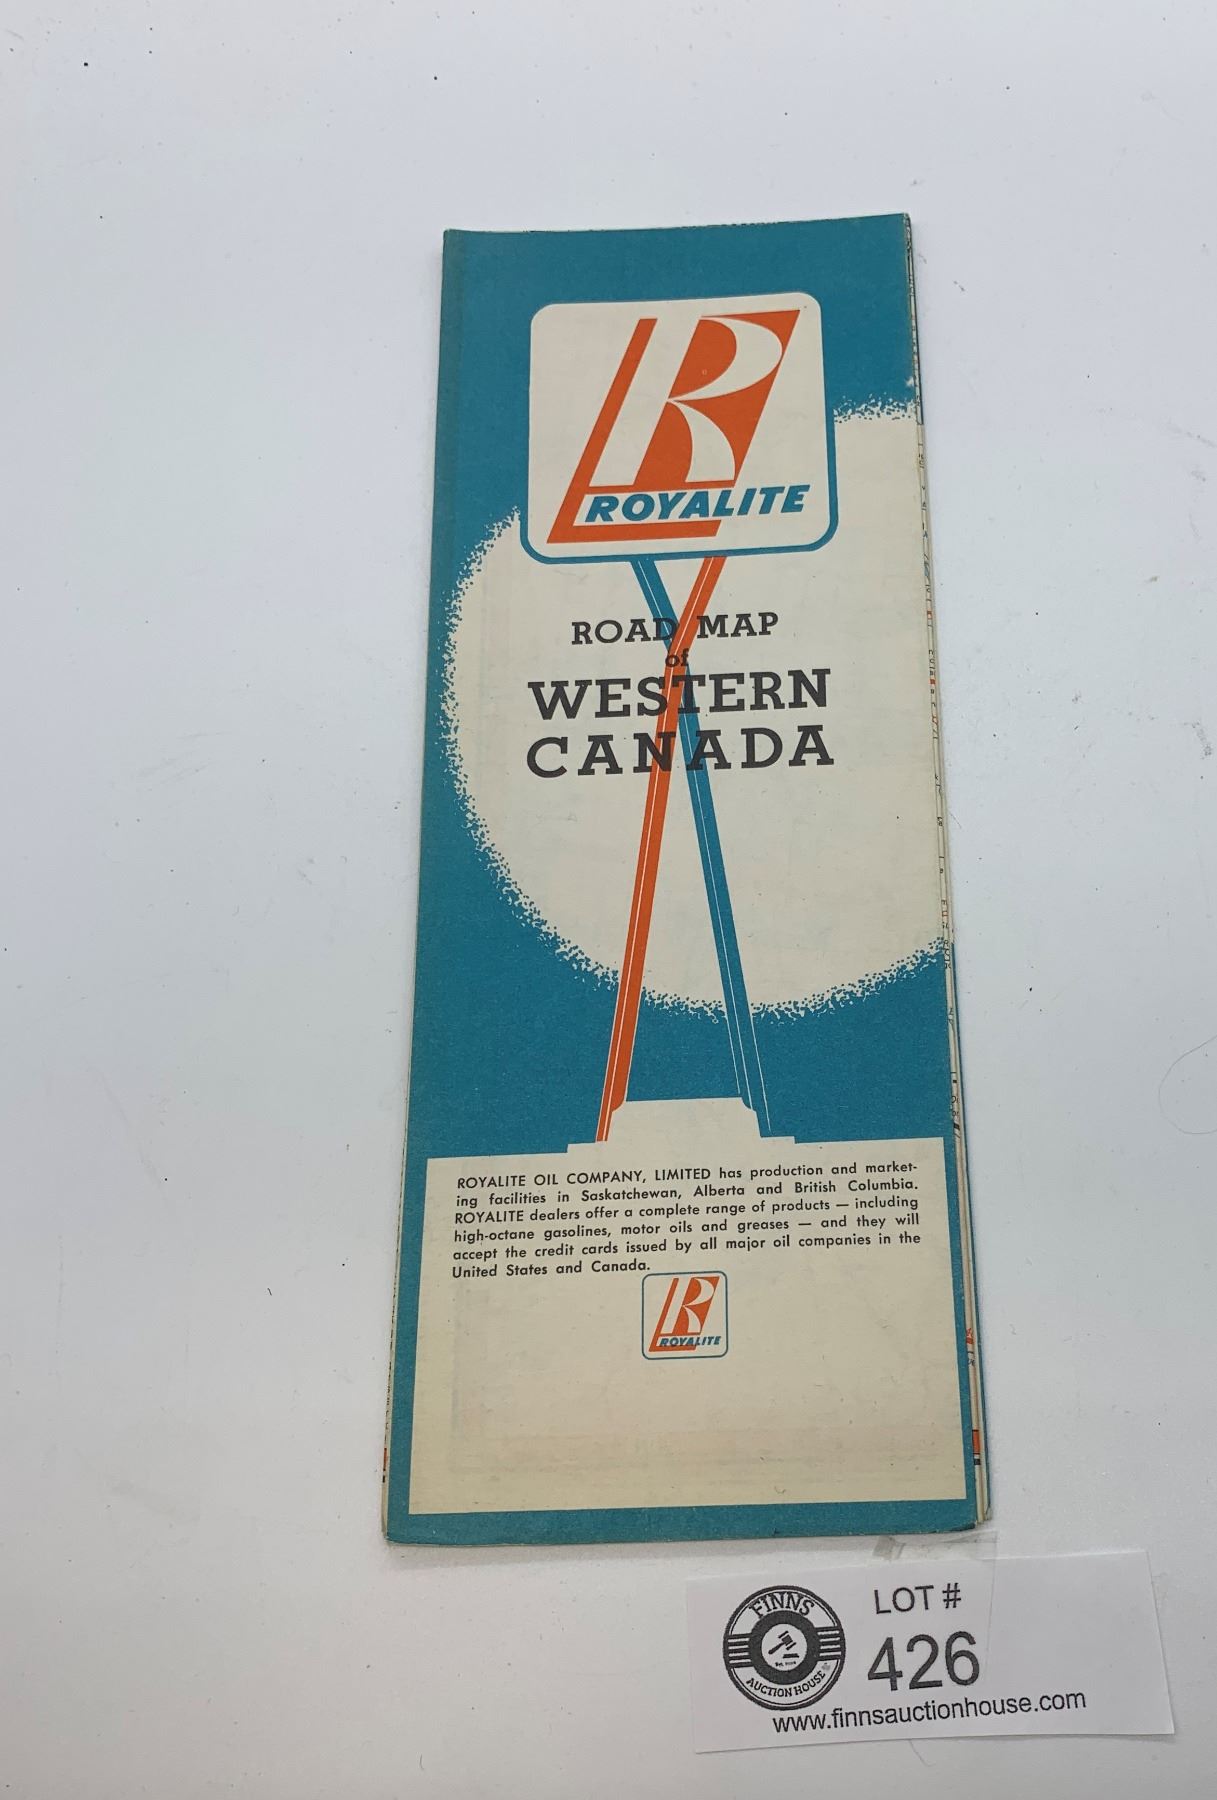 R
ROYALITE
ROAD MAP
of
WESTERN
CANADA
ROYALITE OIL COMPANY, LIMITED has production and market-
ing facilities in Saskatchewan, Alberta and British Columbia.
ROYALITE dealers offer a complete range of products — including
high-octane gasolines, motor oils and greases — and they will
accept the credit cards issued by all major oil companies in the
United States and Canada.
R
ROYALITE
FINNS
AUCTION HOUSE
LOT #
426
www.finnsauctionhouse.com